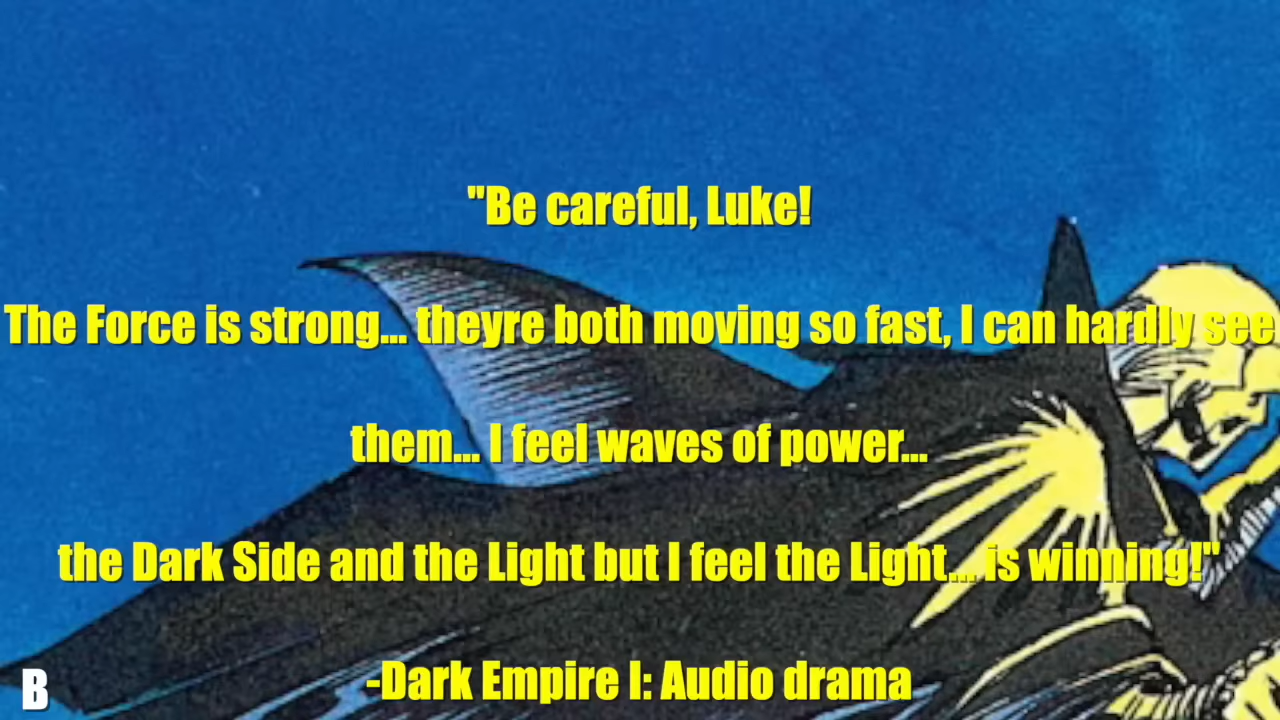 "Be careful, Luke!
The Force is strong... theyre both moving so fast, I can hardly see
them... I feel waves of power...
the Dark Side and the Light but I feel the Light... is winning!"
-Dark Empire I: Audio drama
B